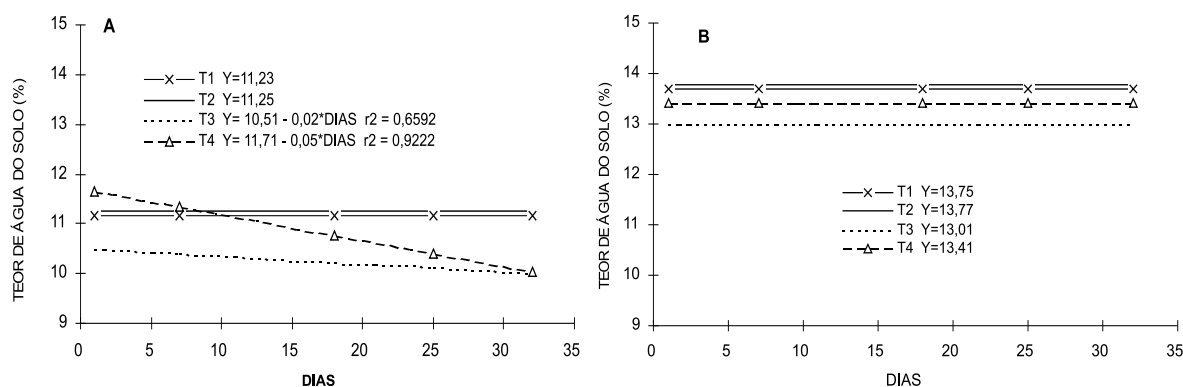 A
TEOR DE ÁGUA DO SOLO (%)
15
14
13
12
11
10
9
T1 Y=11,23
T2 Y=11,25
T3 Y= 10,51 - 0,02*DIAS r2 = 0,6592
T4 Y= 11,71 - 0,05*DIAS r2 = 0,9222
0 5 10 15 20 25 30 35
DIAS
B
TEOR DE ÁGUA DO SOLO (%)
15
14
13
12
11
10
9
T1 Y=13,75
T2 Y=13,77
T3 Y=13,01
T4 Y=13,41
0 5 10 15 20 25 30 35
DIAS